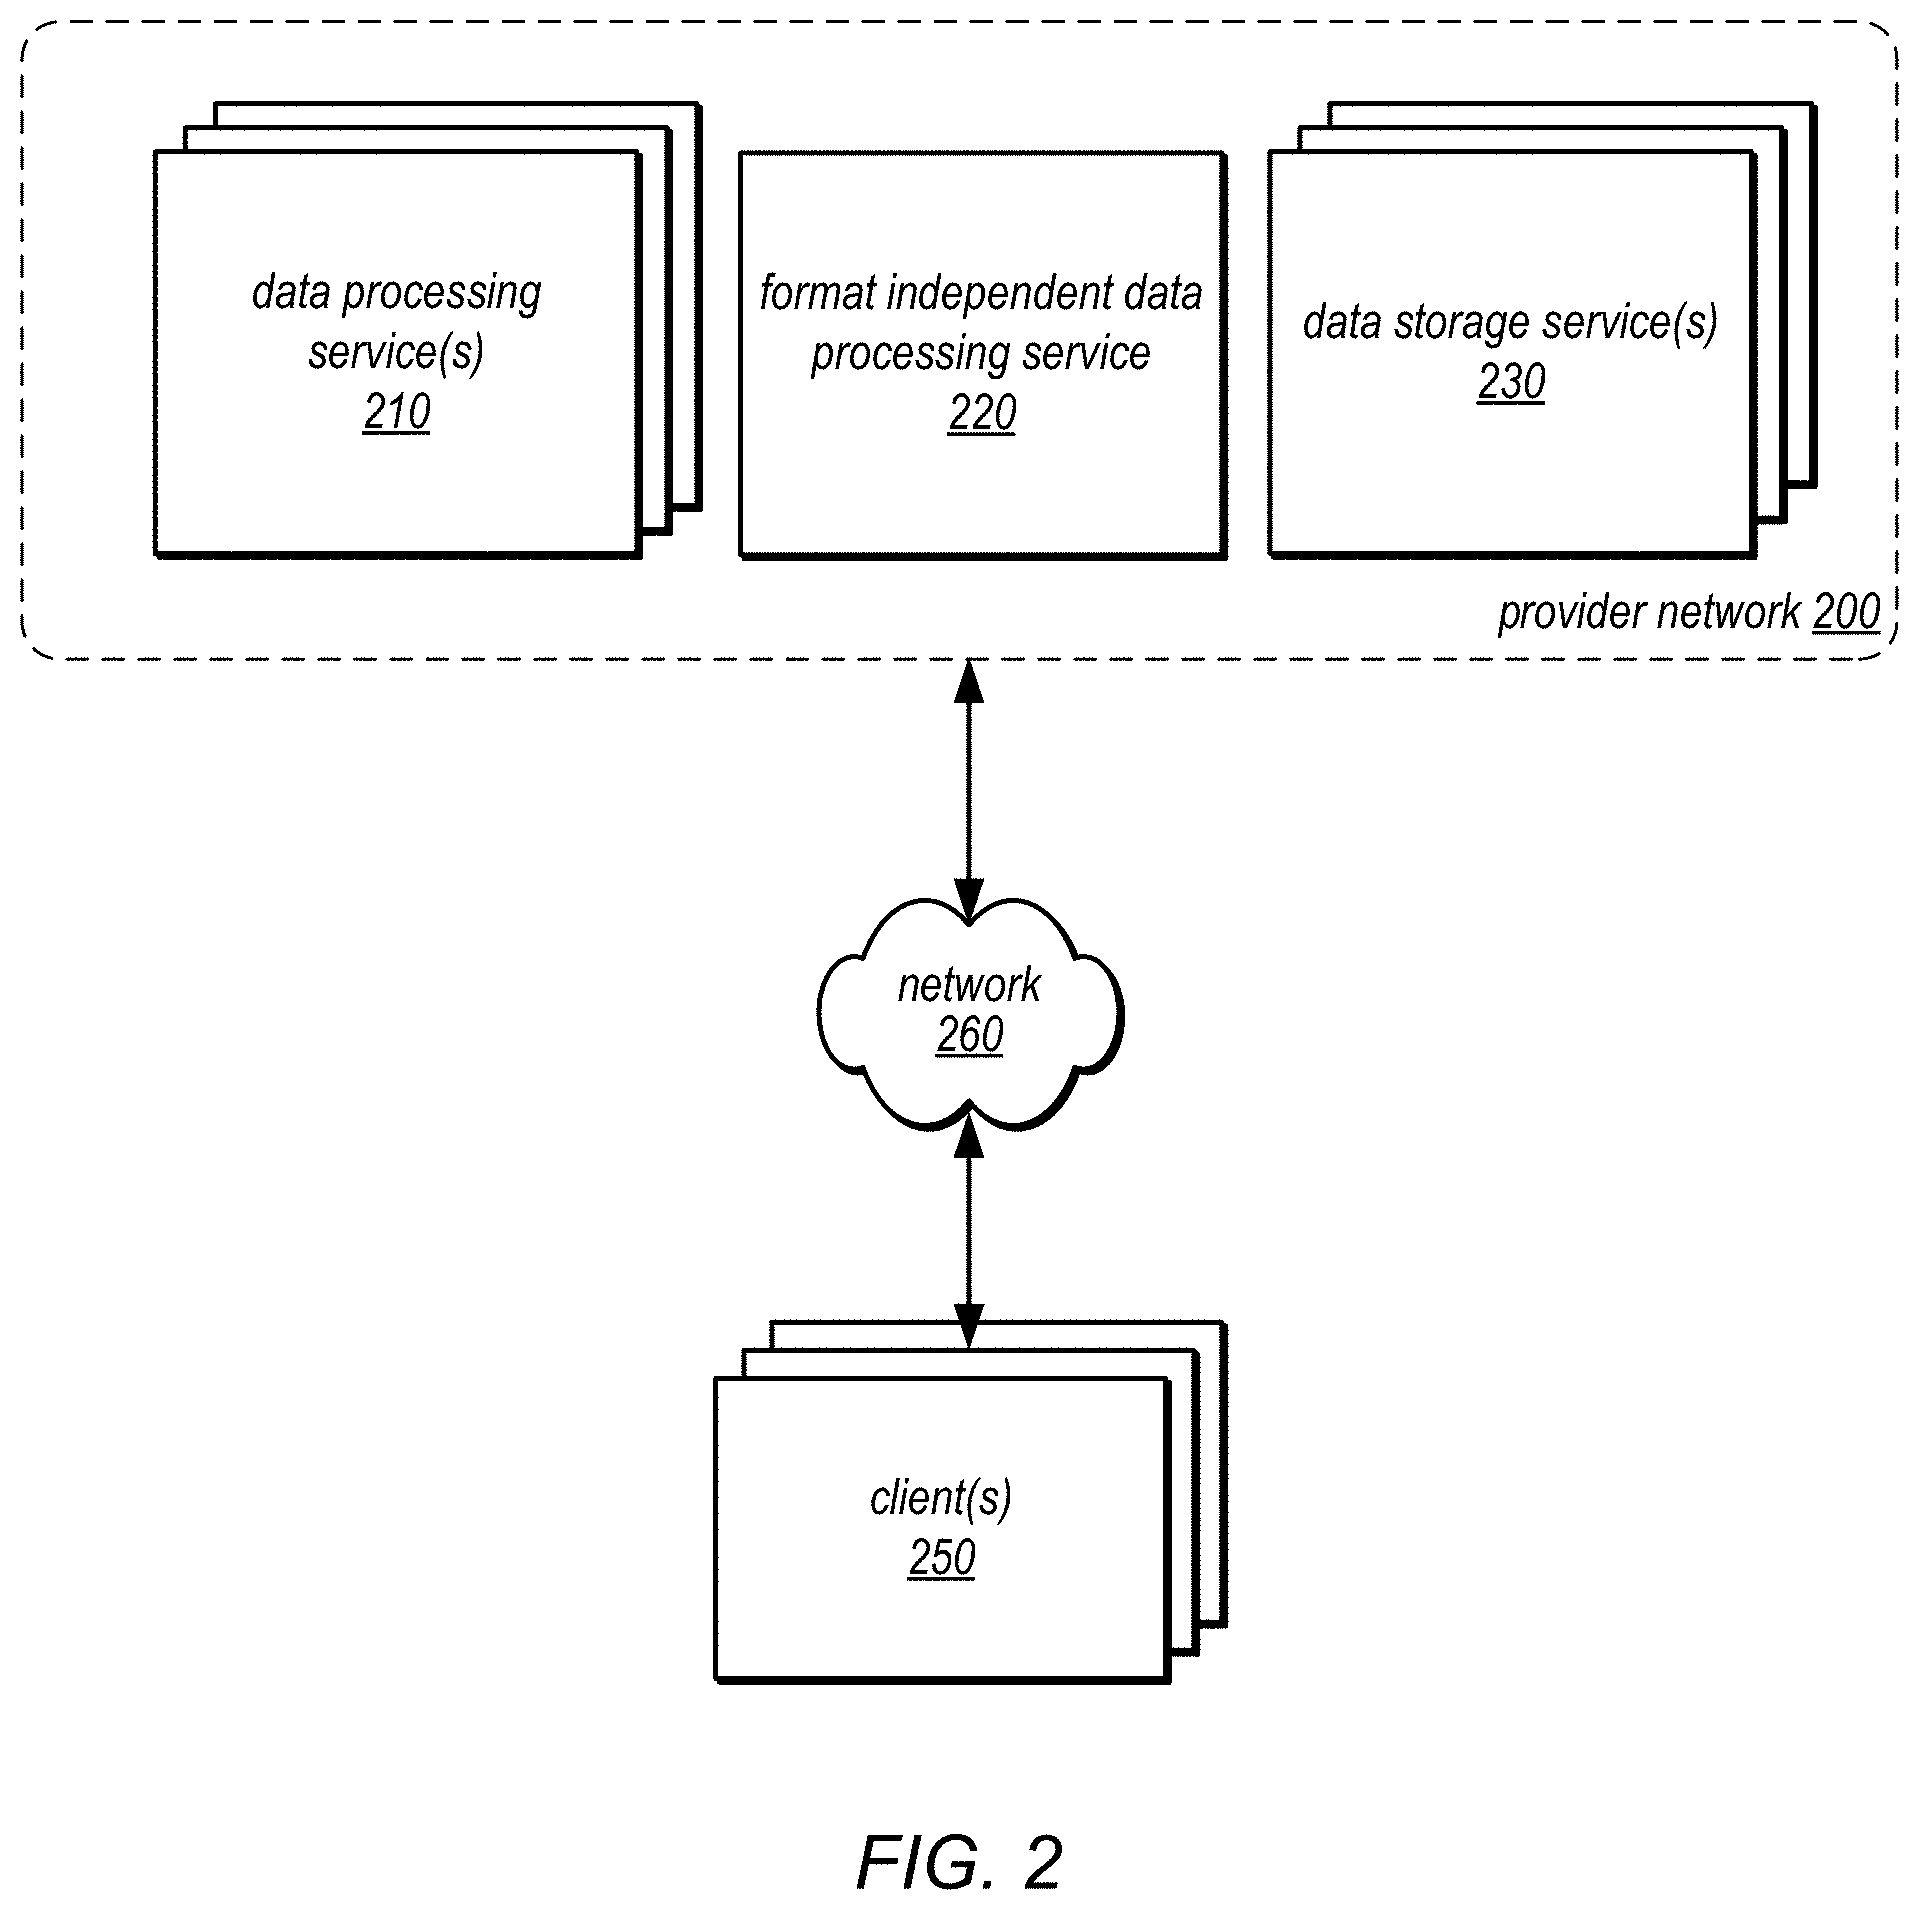 data processing
service(s)
210
format independent data
processing service
220
data storage service(s)
230
provider network 200
network
260
client(s)
250
FIG. 2